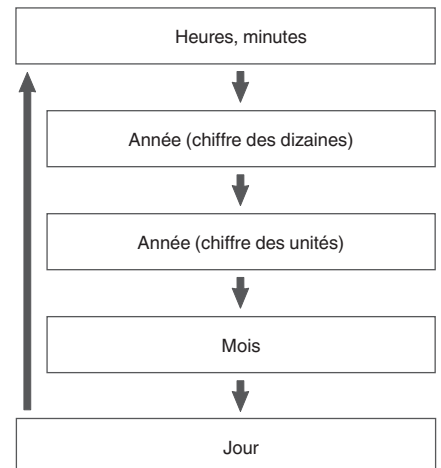 Heures, minutes
Année (chiffre des dizaines)
Année (chiffre des unités)
Mois
Jour